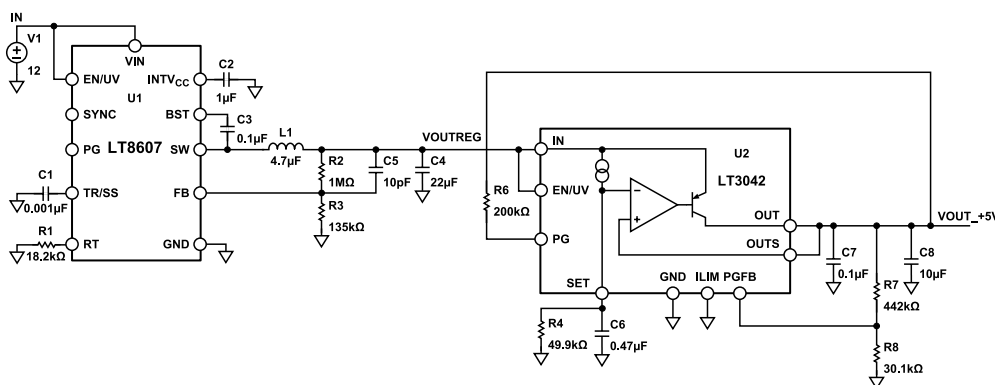 IN
V1
12
VIN
EN/UV
INTVCC
U1
SYNC
BST
PG
LT8607
SW
TR/SS
FB
RT
GND
C1
0.001µF
R1
18.2kΩ
C2
1µF
C3
0.1µF
L1
4.7µF
R2
1MΩ
C5
10pF
C4
22µF
R3
135kΩ
VOUTREG
R6
200kΩ
IN
U2
LT3042
EN/UV
PG
OUT
OUTS
SET
GND
ILIM
PGFB
R4
49.9kΩ
C6
0.47µF
VOUT_+5V
C7
0.1µF
R7
442kΩ
C8
10µF
R8
30.1kΩ